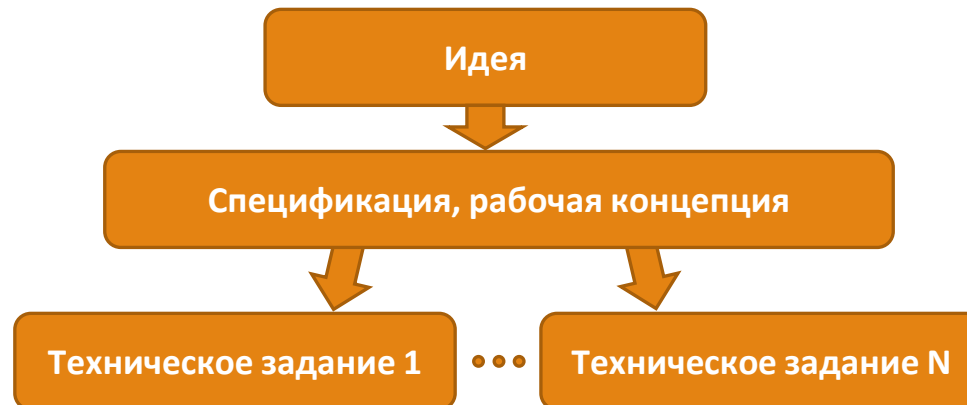 Идея
Спецификация, рабочая концепция
Техническое задание 1
Техническое задание N